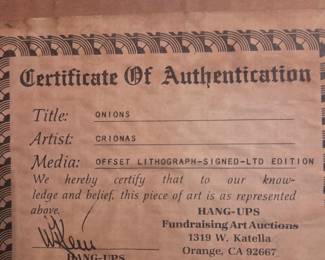 Certificate Of Authentication
Title: ONIONS
Artist: CRIONAS
Media: OFFSET LITHOGRAPH-SIGNED-LTD EDITION
We hereby certify that to our know-
ledge and belief, this piece of art is as represented
above.
HANG-UPS
Fundraising Art Auctions
1319 W. Katella
HANG-UPS Orange, CA 92667